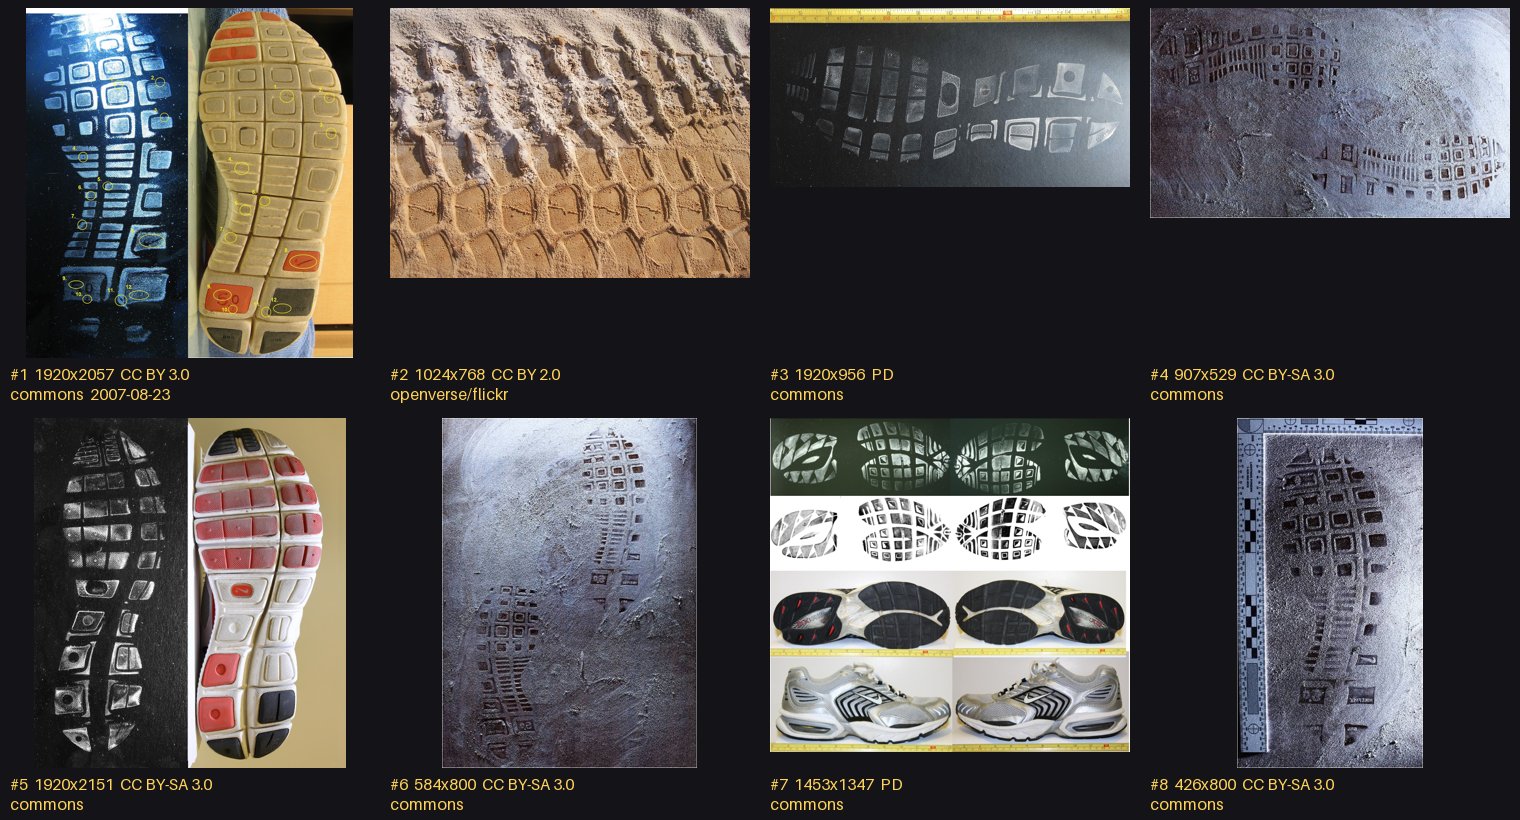 #1 1920x2057 CC BY 3.0
commons 2007-08-23
#2 1024x768 CC BY 2.0
openverse/flickr
#3 1920x956 PD
commons
#4 907x529 CC BY-SA 3.0
commons
#5 1920x2151 CC BY-SA 3.0
commons
#6 584x800 CC BY-SA 3.0
commons
#7 1453x1347 PD
commons
#8 426x800 CC BY-SA 3.0
commons